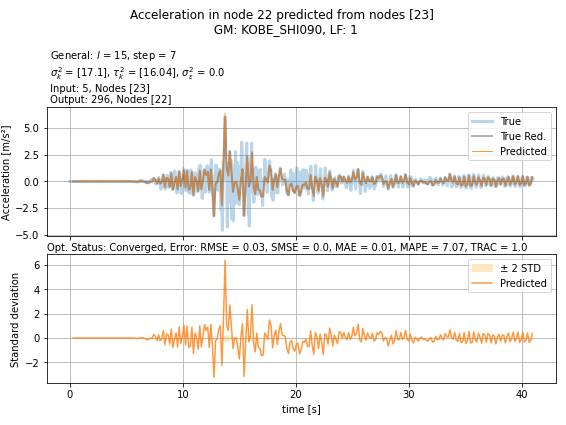 Acceleration in node 22 predicted from nodes [23]
GM: KOBE_SHI090, LF: 1
General: l = 15, step = 7
σ²ₖ = [17.1], τ²ₖ = [16.04], σ²ε = 0.0
Input: 5, Nodes [23]
Output: 296, Nodes [22]
Acceleration [m/s²]
5.0
2.5
0.0
−2.5
−5.0
True
True Red.
Predicted
Opt. Status: Converged, Error: RMSE = 0.03, SMSE = 0.0, MAE = 0.01, MAPE = 7.07, TRAC = 1.0
Standard deviation
6
4
2
0
−2
± 2 STD
Predicted
0 10 20 30 40
time [s]